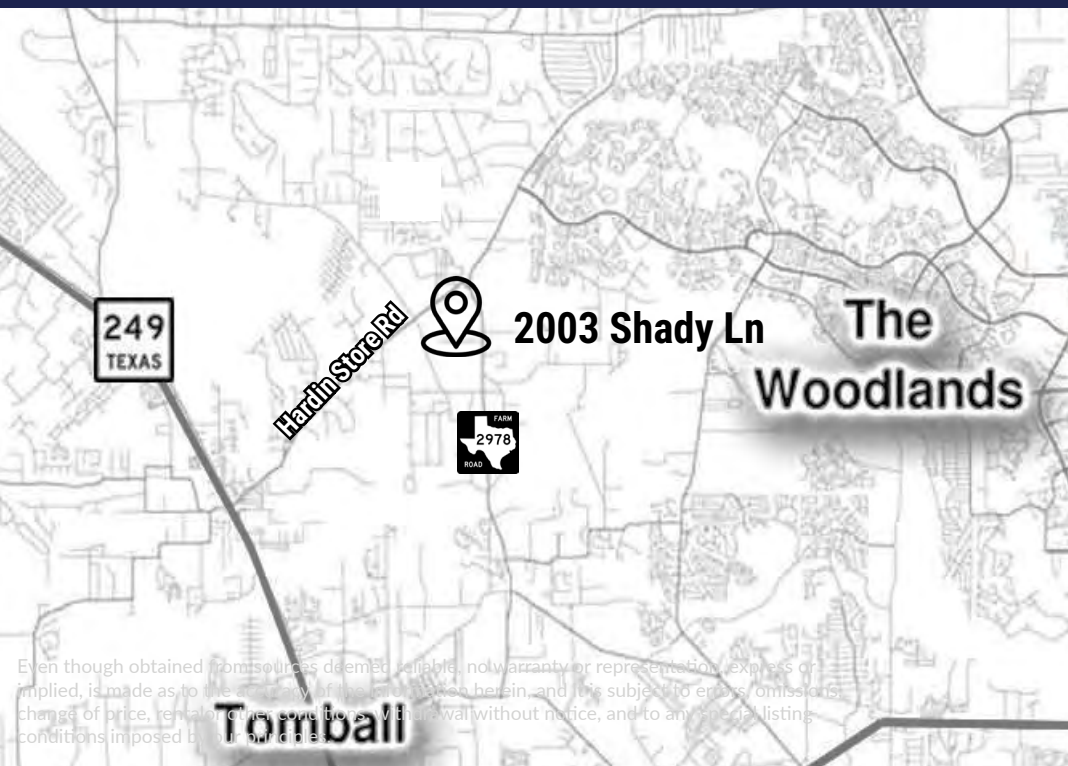 249
TEXAS
Hardin Store Rd
2003 Shady Ln
The
Woodlands
FARM
2978
ROAD
Even though obtained from sources deemed reliable, no warranty or representation, express or
implied, is made as to the accuracy of the information herein, and it is subject to errors, omissions,
change of price, rental or other conditions, withdrawal without notice, and to any special listing
conditions imposed by our principles.
Tomball